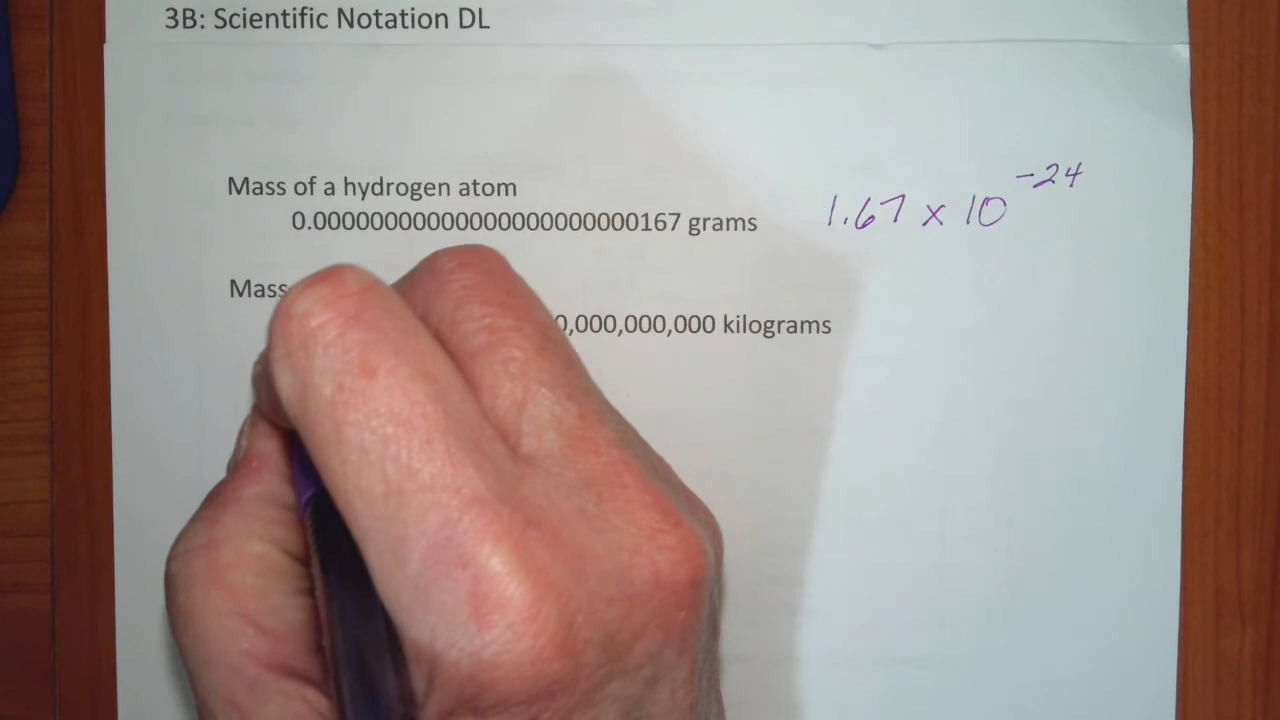 3B: Scientific Notation DL
Mass of a hydrogen atom
0.00000000000000000000000167 grams 1.67 x 10⁻²⁴
Mass
0,000,000,000 kilograms